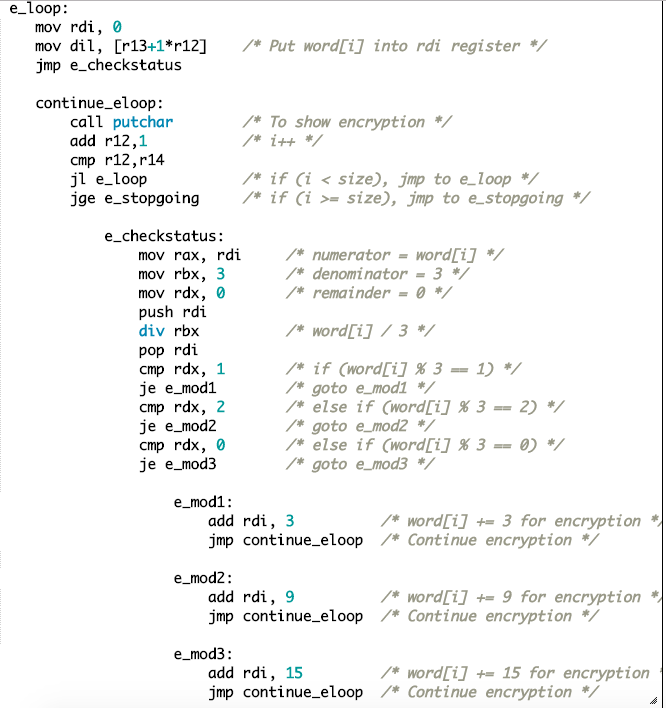 e_loop:
mov rdi, 0
mov dil, [r13+1*r12] /* Put word[i] into rdi register */
jmp e_checkstatus
continue_eloop:
call putchar /* To show encryption */
add r12,1 /* i++ */
cmp r12,r14
jl e_loop /* if (i < size), jmp to e_loop */
jge e_stopgoing /* if (i >= size), jmp to e_stopgoing */
e_checkstatus:
mov rax, rdi /* numerator = word[i] */
mov rbx, 3 /* denominator = 3 */
mov rdx, 0 /* remainder = 0 */
push rdi
div rbx /* word[i] / 3 */
pop rdi
cmp rdx, 1 /* if (word[i] % 3 == 1) */
je e_mod1 /* goto e_mod1 */
cmp rdx, 2 /* else if (word[i] % 3 == 2) */
je e_mod2 /* goto e_mod2 */
cmp rdx, 0 /* else if (word[i] % 3 == 0) */
je e_mod3 /* goto e_mod3 */
e_mod1:
add rdi, 3 /* word[i] += 3 for encryption */
jmp continue_eloop /* Continue encryption */
e_mod2:
add rdi, 9 /* word[i] += 9 for encryption */
jmp continue_eloop /* Continue encryption */
e_mod3:
add rdi, 15 /* word[i] += 15 for encryption
jmp continue_eloop /* Continue encryption */